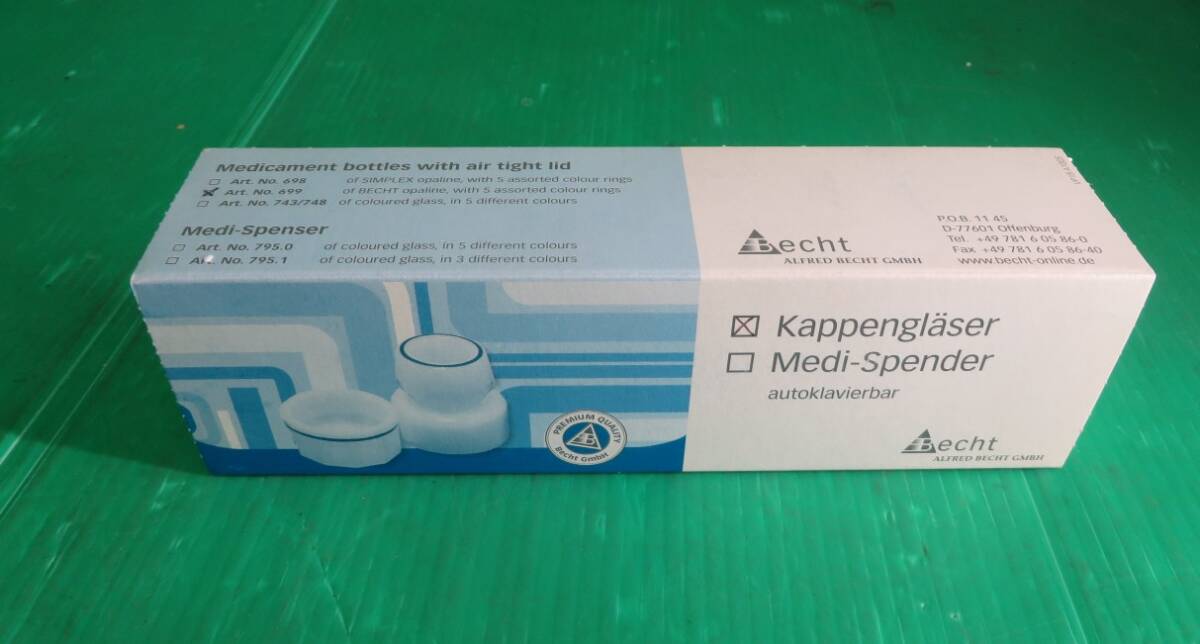 Medicament bottles with air tight lid
Art. No. 698 of SIMPLEX opaline, with 5 assorted colour rings
Art. No. 699 of BECHT opaline, with 5 assorted colour rings
Art. No. 743/748 of coloured glass, in 5 different colours
Medi-Spenser
Art. No. 795.0 of coloured glass, in 5 different colours
Art. No. 795.1 of coloured glass, in 3 different colours
Becht
ALFRED BECHT GMBH
P.O.B. 11 45
D-77601 Offenburg
Tel. +49 781 6 05 86-0
Fax +49 781 6 05 86-40
www.becht-online.de
Kappengläser
Medi-Spender
autoklavierbar
PREMIUM QUALITY
Becht GmbH
Becht
ALFRED BECHT GMBH